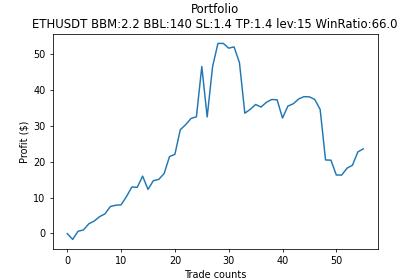 Portfolio
ETHUSDT BBM:2.2 BBL:140 SL:1.4 TP:1.4 lev:15 WinRatio:66.0
50
40
30
20
10
0
Profit ($)
0 10 20 30 40 50
Trade counts